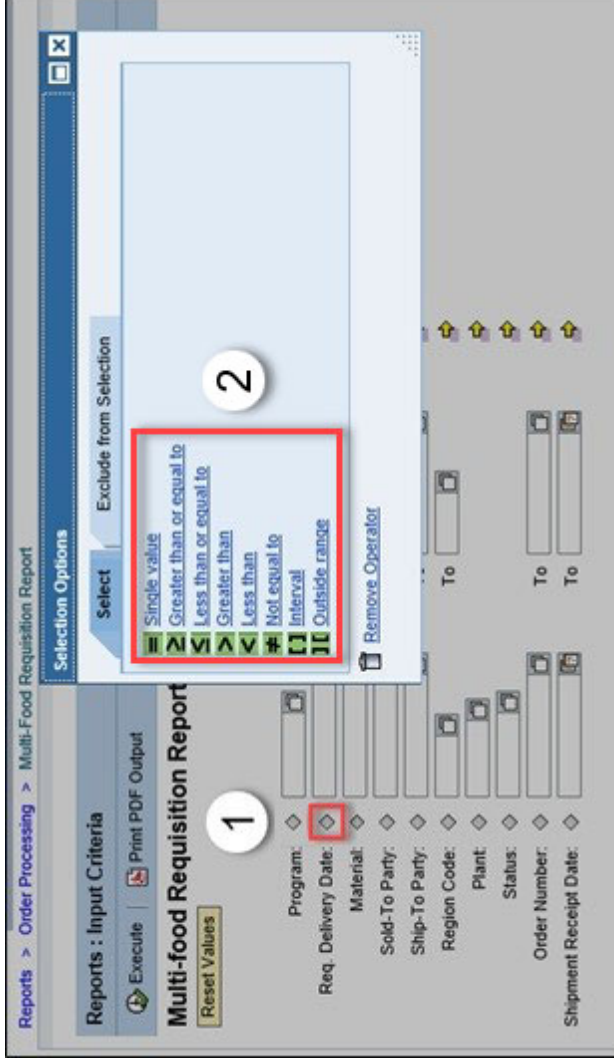 Reports > Order Processing > Multi-Food Requisition Report
Reports : Input Criteria
Execute | Print PDF Output
Multi-food Requisition Report
Reset Values
Program:
Req. Delivery Date:
Material:
Sold-To Party:
Ship-To Party:
Region Code: To
Plant:
Status:
Order Number: To
Shipment Receipt Date: To
1
Selection Options
Select Exclude from Selection
= Single value
≥ Greater than or equal to
≤ Less than or equal to
> Greater than
< Less than
≠ Not equal to
[] Interval
][ Outside range
2
Remove Operator